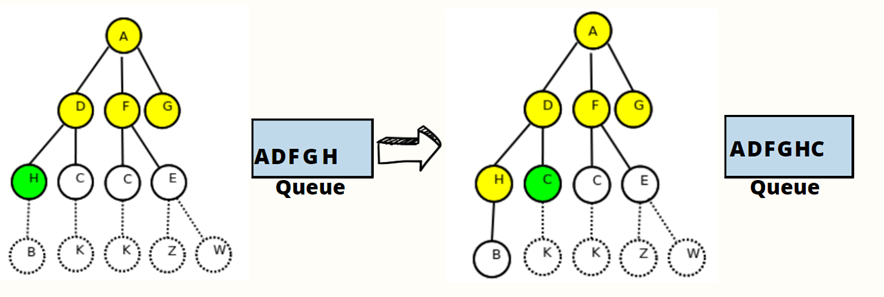 A
D F G
H C C E
B K K Z W
ADFGH
Queue
A
D F G
H C C E
B K K Z W
ADFGHC
Queue